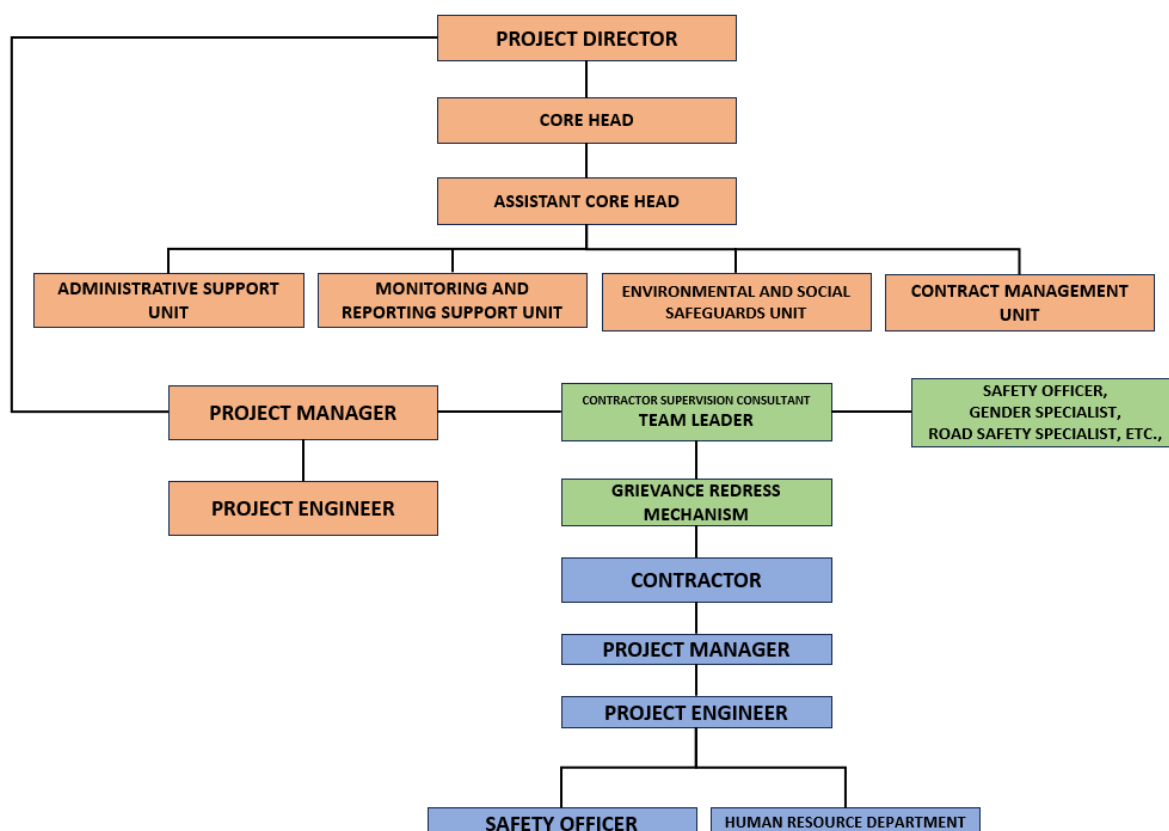 PROJECT DIRECTOR
CORE HEAD
ASSISTANT CORE HEAD
ADMINISTRATIVE SUPPORT
UNIT
MONITORING AND
REPORTING SUPPORT UNIT
ENVIRONMENTAL AND SOCIAL
SAFEGUARDS UNIT
CONTRACT MANAGEMENT
UNIT
PROJECT MANAGER
CONTRACTOR SUPERVISION CONSULTANT
TEAM LEADER
SAFETY OFFICER,
GENDER SPECIALIST,
ROAD SAFETY SPECIALIST, ETC.,
PROJECT ENGINEER
GRIEVANCE REDRESS
MECHANISM
CONTRACTOR
PROJECT MANAGER
PROJECT ENGINEER
SAFETY OFFICER
HUMAN RESOURCE DEPARTMENT